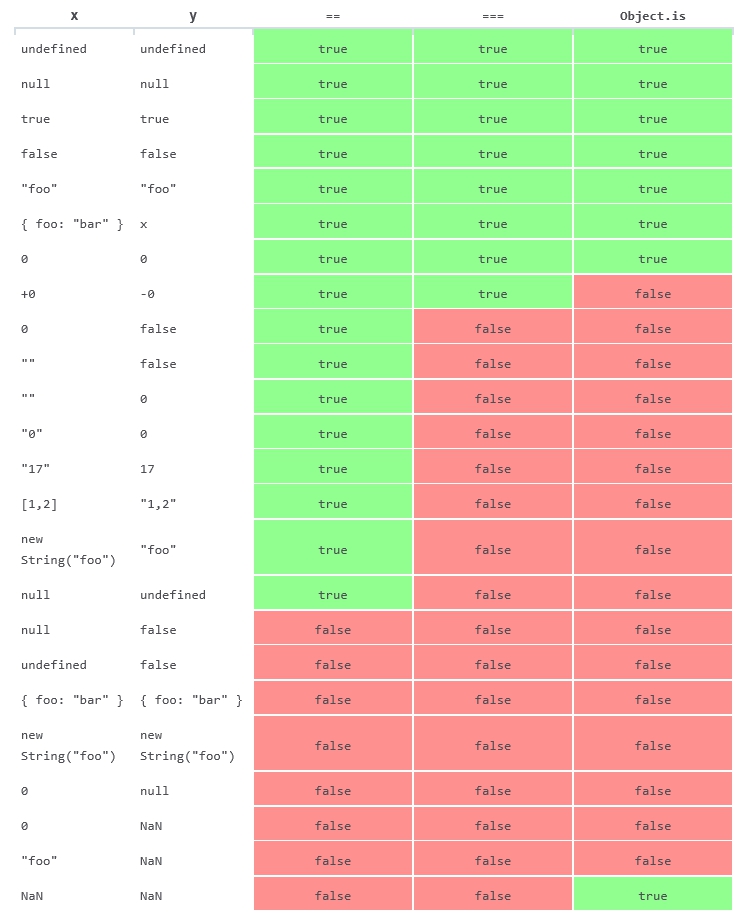 x y == === Object.is
undefined undefined true true true
null null true true true
true true true true true
false false true true true
"foo" "foo" true true true
{ foo: "bar" } x true true true
0 0 true true true
+0 -0 true true false
0 false true false false
"" false true false false
"" 0 true false false
"0" 0 true false false
"17" 17 true false false
[1,2] "1,2" true false false
new
String("foo") "foo" true false false
null undefined true false false
null false false false false
undefined false false false false
{ foo: "bar" } { foo: "bar" } false false false
new new
String("foo") String("foo") false false false
0 null false false false
0 NaN false false false
"foo" NaN false false false
NaN NaN false false true